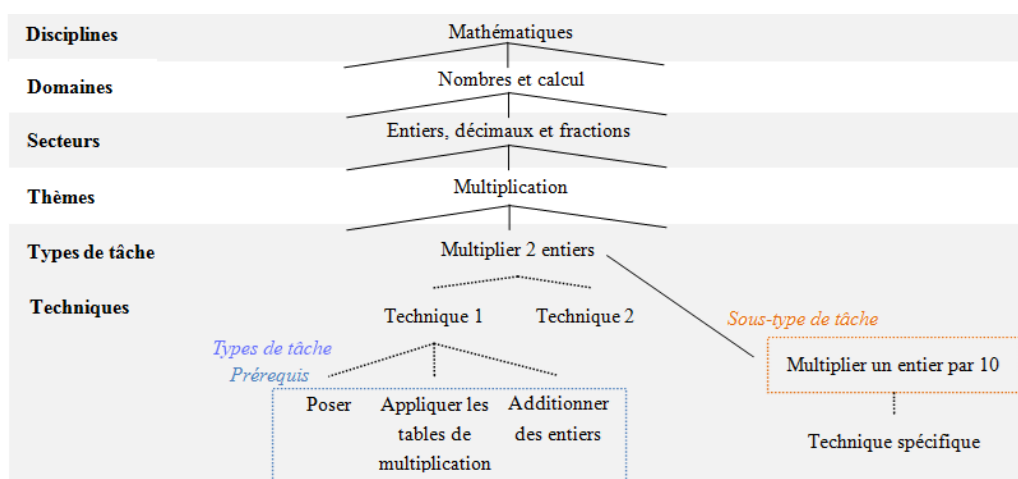 Disciplines
Mathématiques
Domaines
Nombres et calcul
Secteurs
Entiers, décimaux et fractions
Thèmes
Multiplication
Types de tâche
Multiplier 2 entiers
Techniques
Technique 1
Technique 2
Sous-type de tâche
Types de tâche
Prérequis
Multiplier un entier par 10
Poser
Appliquer les
tables de
multiplication
Additionner
des entiers
Technique spécifique